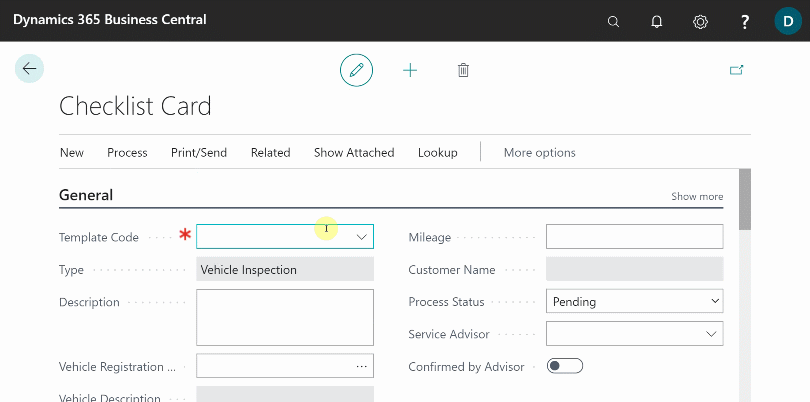 Dynamics 365 Business Central
?
D
Checklist Card
New Process Print/Send Related Show Attached Lookup More options
General Show more
Template Code
Type Vehicle Inspection
Description
Vehicle Registration ...
Vehicle Description
Mileage
Customer Name
Process Status Pending
Service Advisor
Confirmed by Advisor